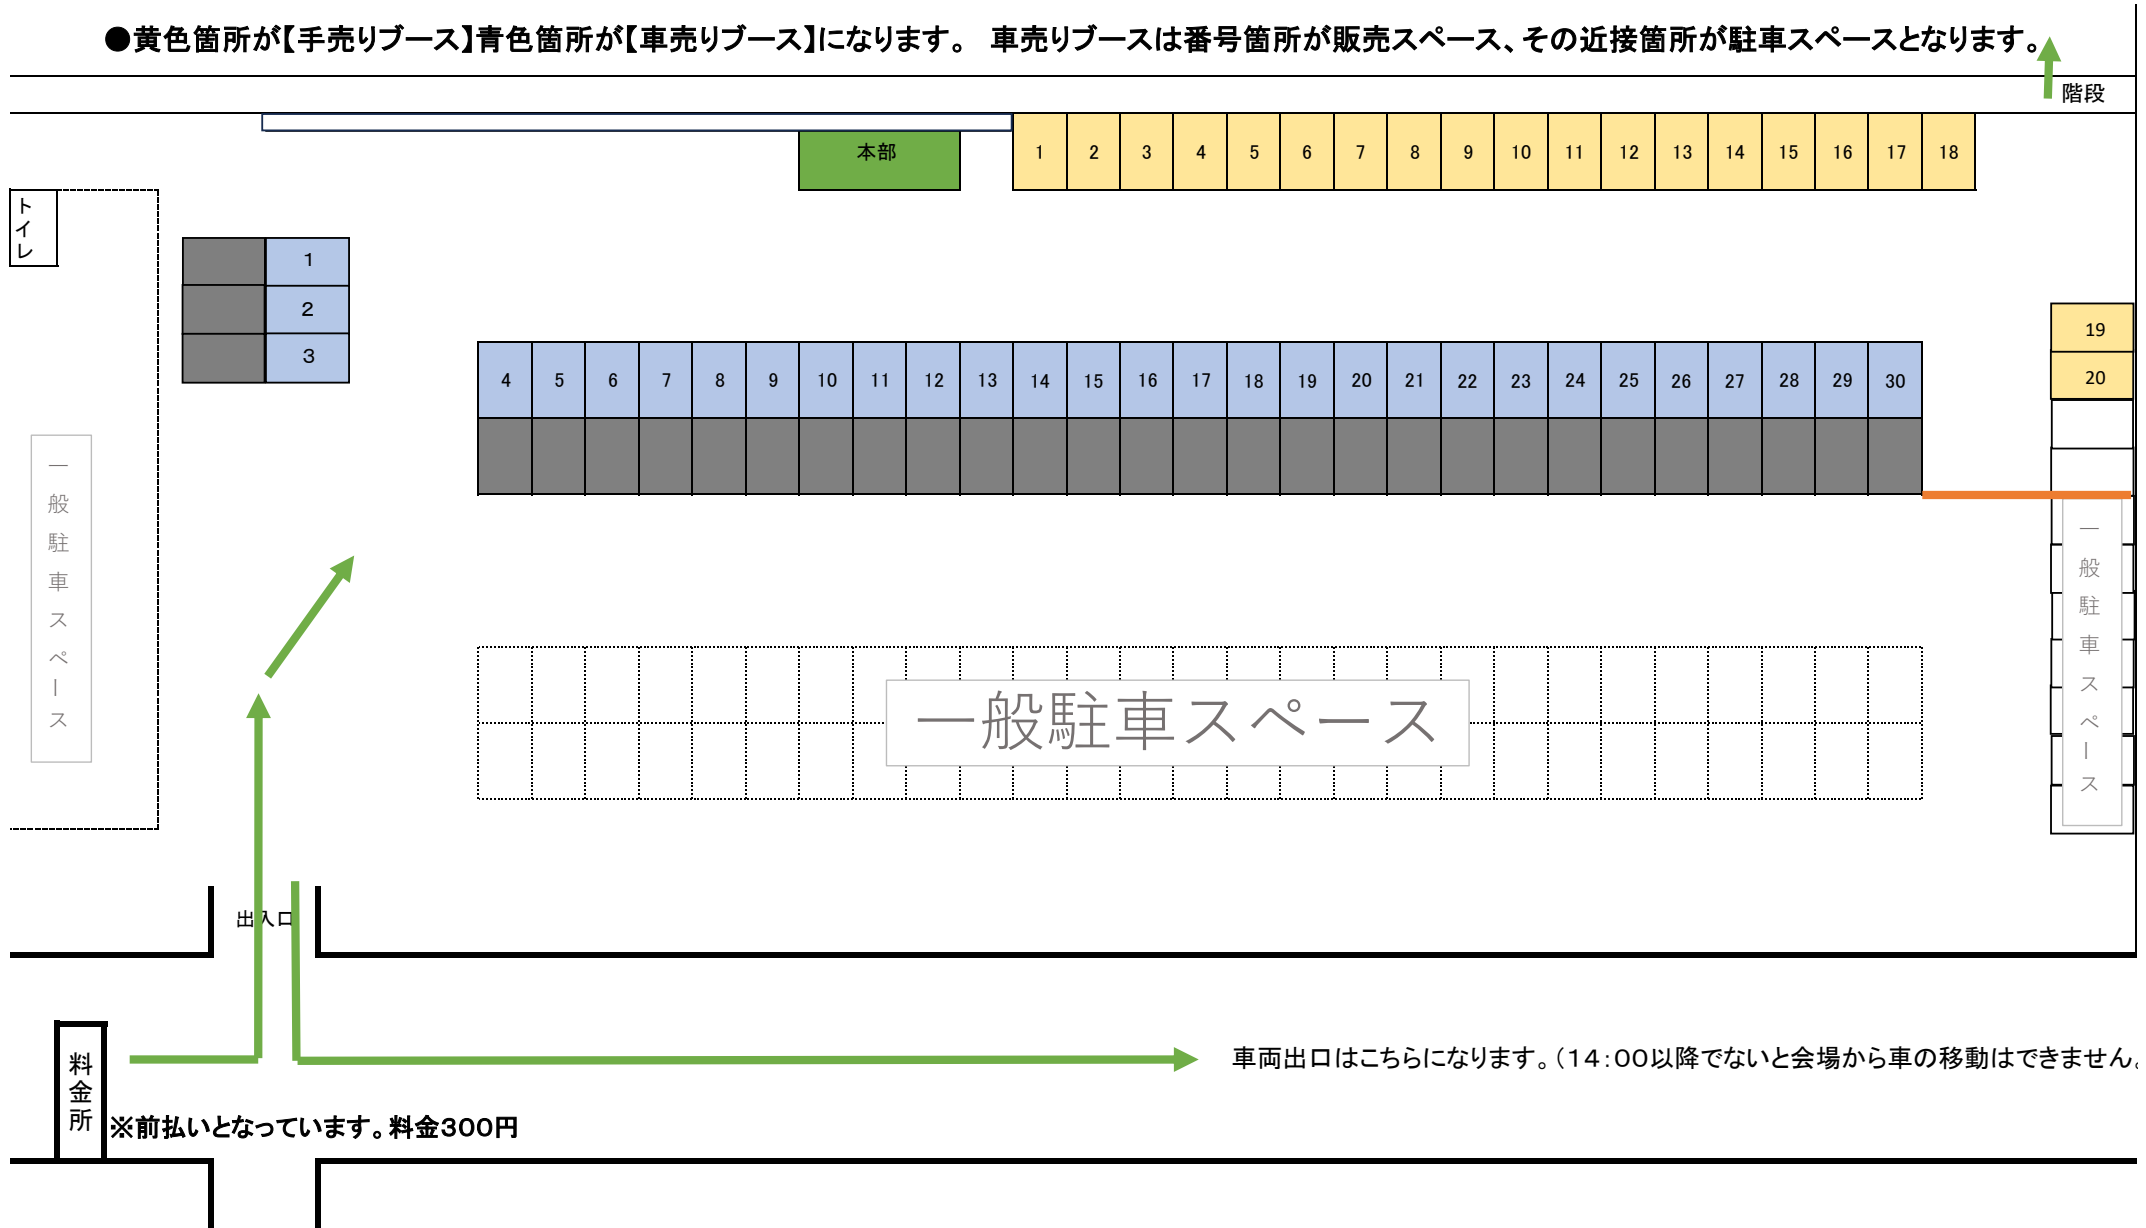 ●黄色箇所が【手売りブース】青色箇所が【車売りブース】になります。 車売りブースは番号箇所が販売スペース、その近接箇所が駐車スペースとなります。
階段
本部
1 2 3 4 5 6 7 8 9 10 11 12 13 14 15 16 17 18
トイレ
1
2
3
19
20
4 5 6 7 8 9 10 11 12 13 14 15 16 17 18 19 20 21 22 23 24 25 26 27 28 29 30
一般駐車スペース
一般駐車スペース
一般駐車スペース
出入口
料金所
車両出口はこちらになります。（14：00以降でないと会場から車の移動はできません。
※前払いとなっています。料金300円